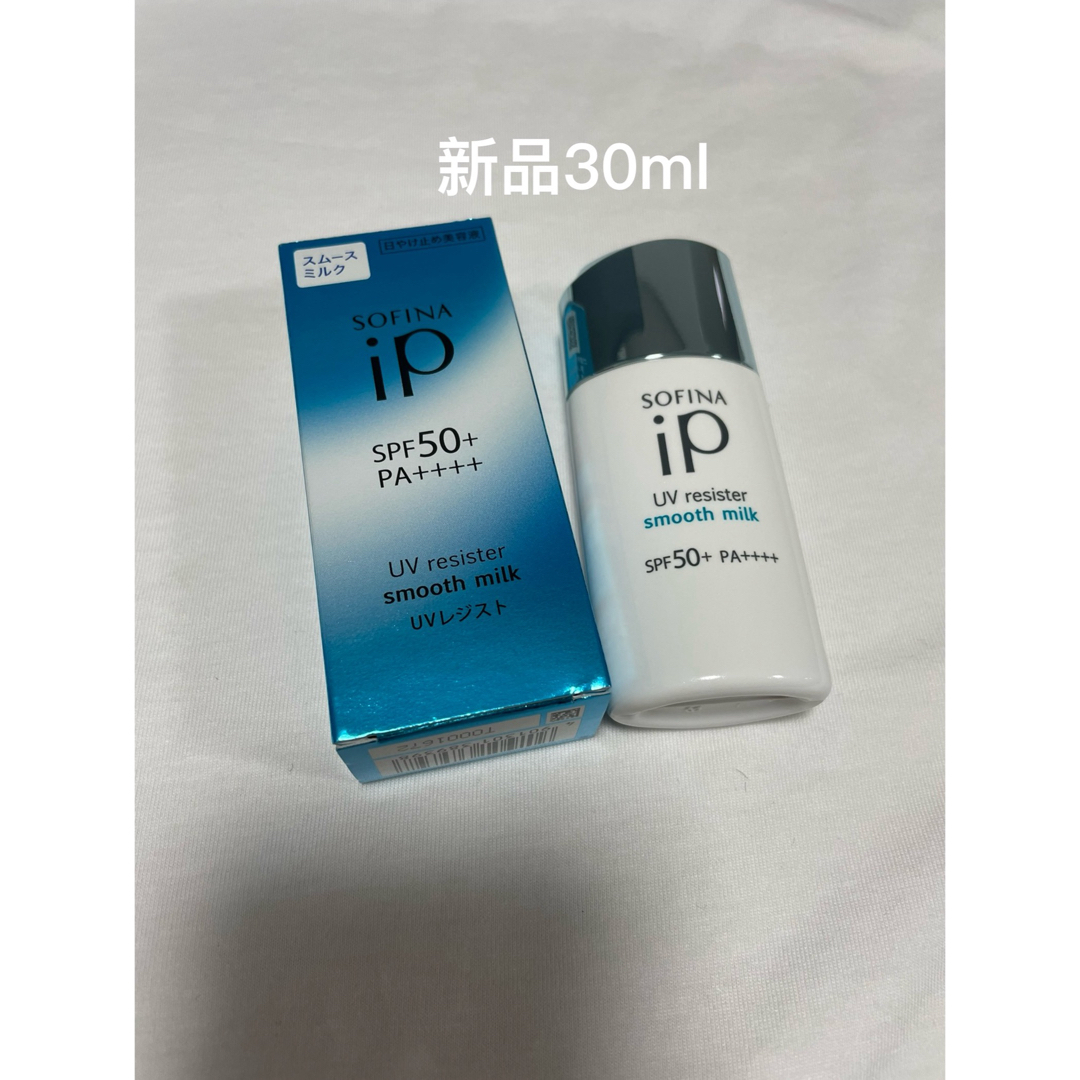 新品30ml
日やけ止め美容液
スムース
ミルク
SOFINA
iP
SPF50+
PA++++
UV resister
smooth milk
UVレジスト
T0001672
SOFINA
iP
UV resister
smooth milk
SPF50+ PA++++